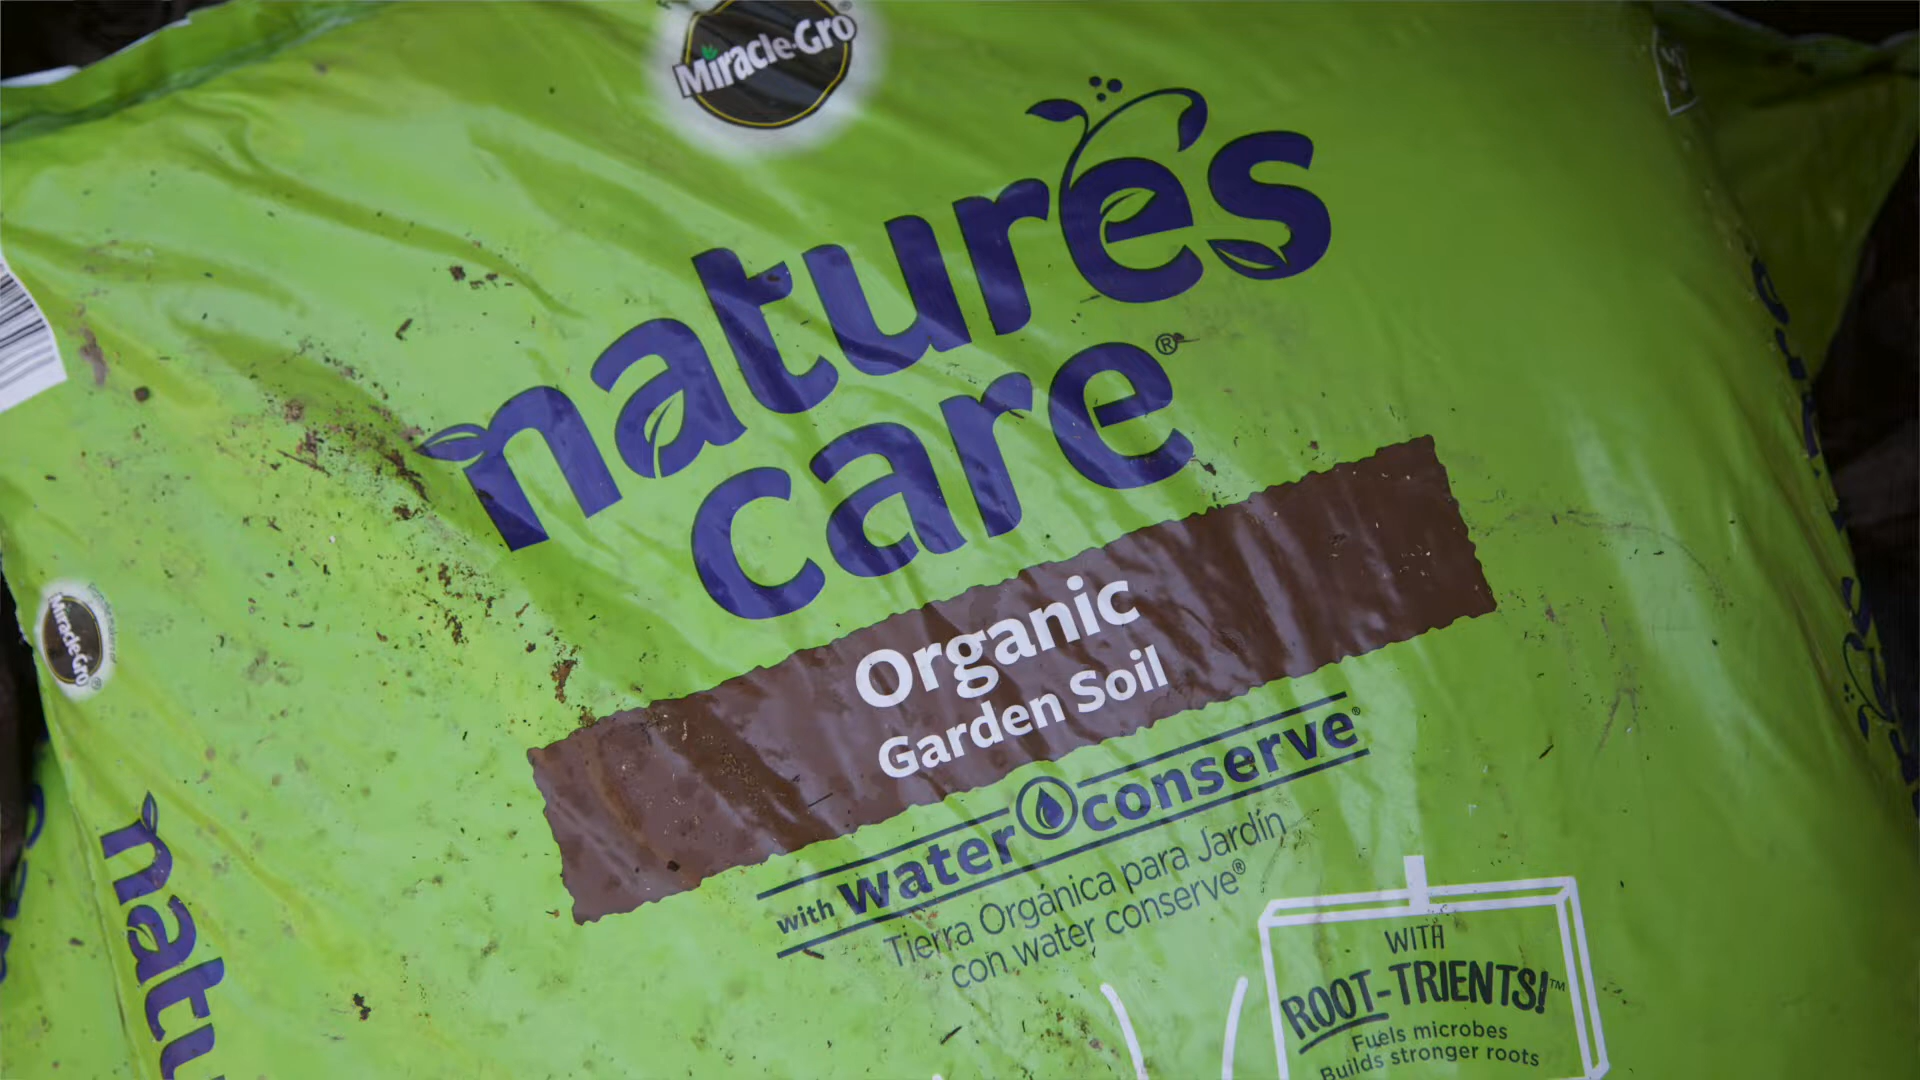 Miracle-Gro®
nature's
care®
Organic
Garden Soil
with water conserve®
Tierra Orgánica para Jardín
con water conserve®
WITH
ROOT-TRIENTS!™
Fuels microbes
Builds stronger roots
Miracle-Gro®
natu